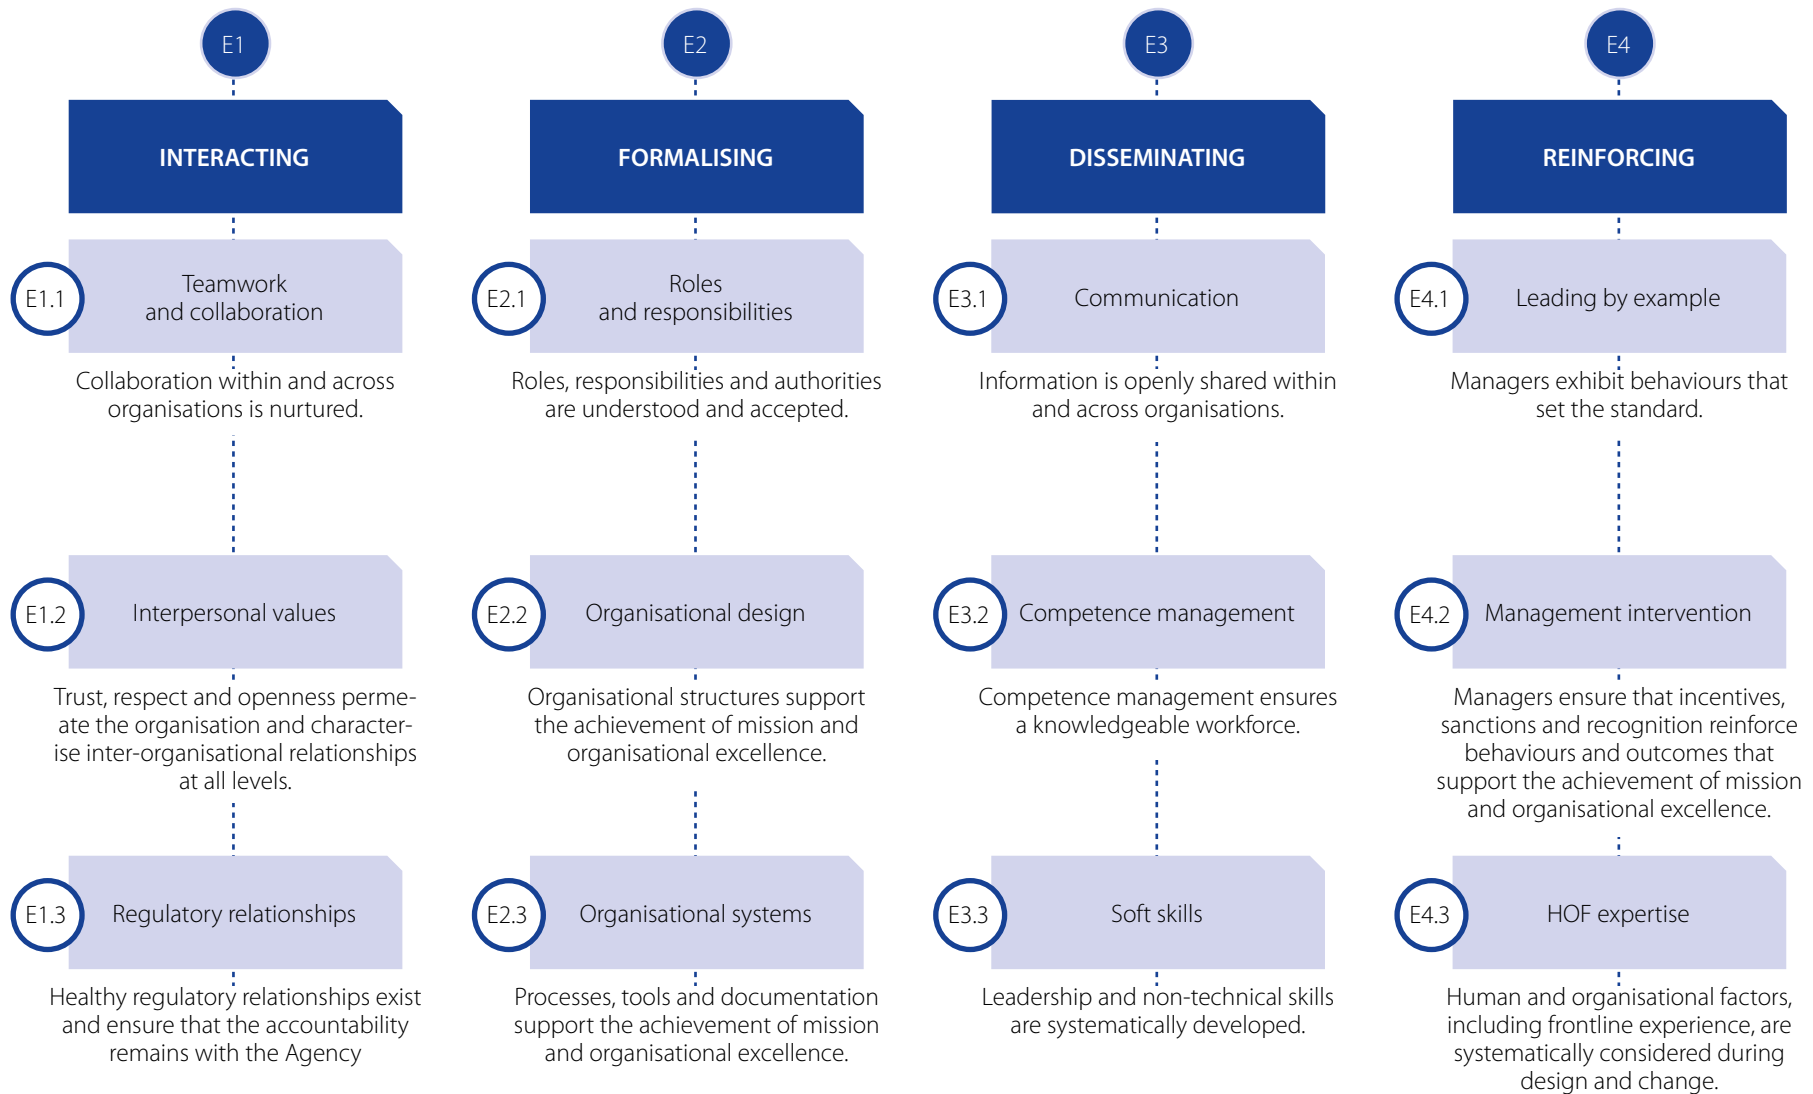 E1
INTERACTING
E1.1
Teamwork
and collaboration
Collaboration within and across
organisations is nurtured.
E1.2
Interpersonal values
Trust, respect and openness perme-
ate the organisation and character-
ise inter-organisational relationships
at all levels.
E1.3
Regulatory relationships
Healthy regulatory relationships exist
and ensure that the accountability
remains with the Agency
E2
FORMALISING
E2.1
Roles
and responsibilities
Roles, responsibilities and authorities
are understood and accepted.
E2.2
Organisational design
Organisational structures support
the achievement of mission and
organisational excellence.
E2.3
Organisational systems
Processes, tools and documentation
support the achievement of mission
and organisational excellence.
E3
DISSEMINATING
E3.1
Communication
Information is openly shared within
and across organisations.
E3.2
Competence management
Competence management ensures
a knowledgeable workforce.
E3.3
Soft skills
Leadership and non-technical skills
are systematically developed.
E4
REINFORCING
E4.1
Leading by example
Managers exhibit behaviours that
set the standard.
E4.2
Management intervention
Managers ensure that incentives,
sanctions and recognition reinforce
behaviours and outcomes that
support the achievement of mission
and organisational excellence.
E4.3
HOF expertise
Human and organisational factors,
including frontline experience, are
systematically considered during
design and change.